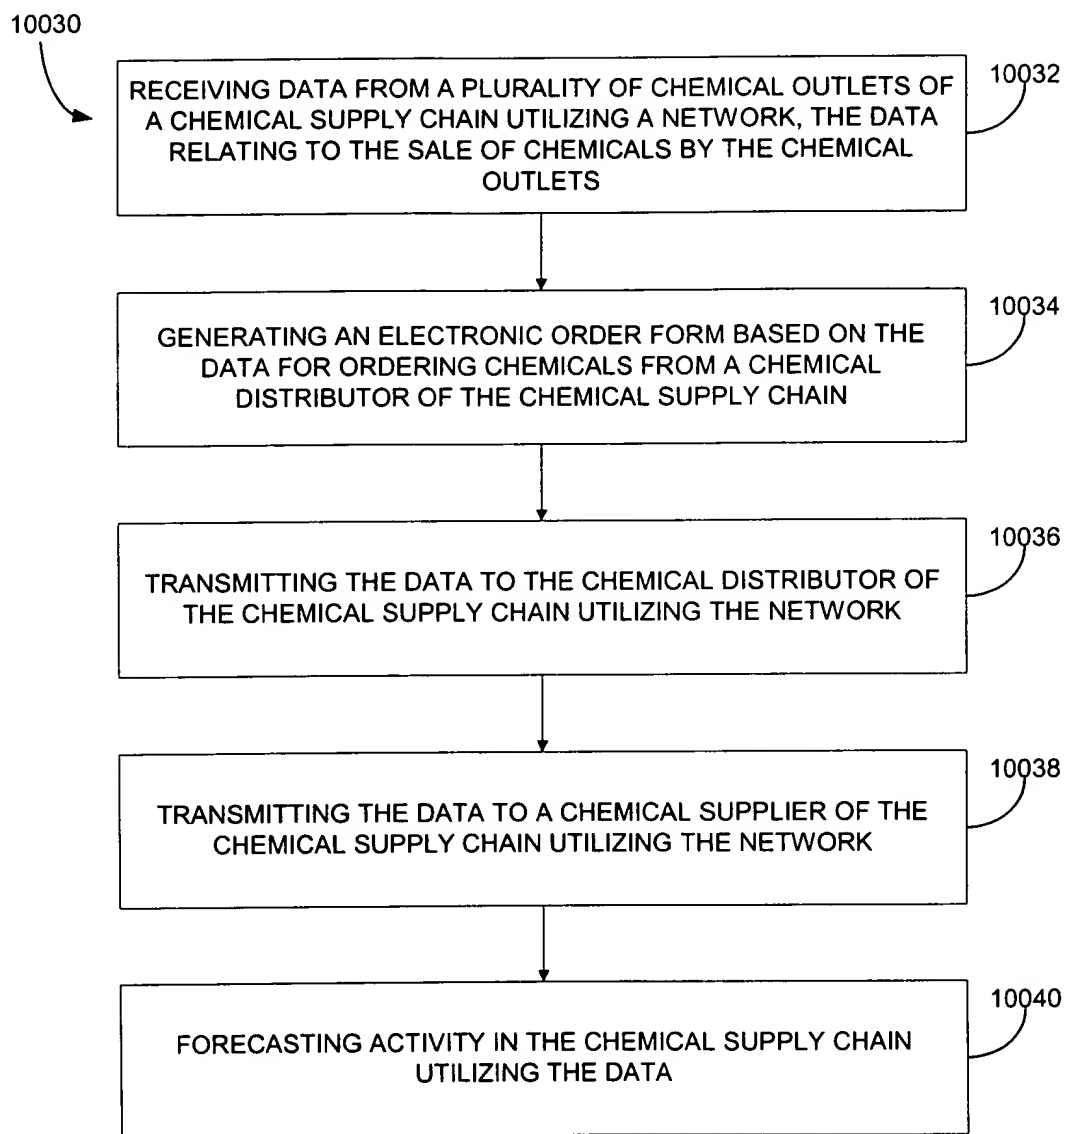 10030
RECEIVING DATA FROM A PLURALITY OF CHEMICAL OUTLETS OF
A CHEMICAL SUPPLY CHAIN UTILIZING A NETWORK, THE DATA
RELATING TO THE SALE OF CHEMICALS BY THE CHEMICAL
OUTLETS
10032
GENERATING AN ELECTRONIC ORDER FORM BASED ON THE
DATA FOR ORDERING CHEMICALS FROM A CHEMICAL
DISTRIBUTOR OF THE CHEMICAL SUPPLY CHAIN
10034
TRANSMITTING THE DATA TO THE CHEMICAL DISTRIBUTOR OF
THE CHEMICAL SUPPLY CHAIN UTILIZING THE NETWORK
10036
TRANSMITTING THE DATA TO A CHEMICAL SUPPLIER OF THE
CHEMICAL SUPPLY CHAIN UTILIZING THE NETWORK
10038
FORECASTING ACTIVITY IN THE CHEMICAL SUPPLY CHAIN
UTILIZING THE DATA
10040